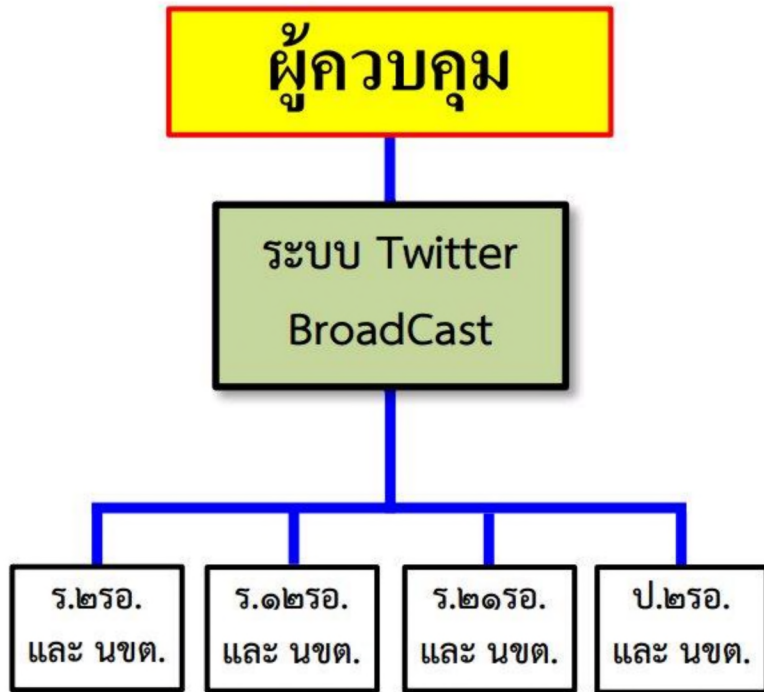 ผู้ควบคุม
ระบบ Twitter
BroadCast
ร.๒รอ.
และ นขต.
ร.๑๒รอ.
และ นขต.
ร.๒๑รอ.
และ นขต.
ป.๒รอ.
และ นขต.